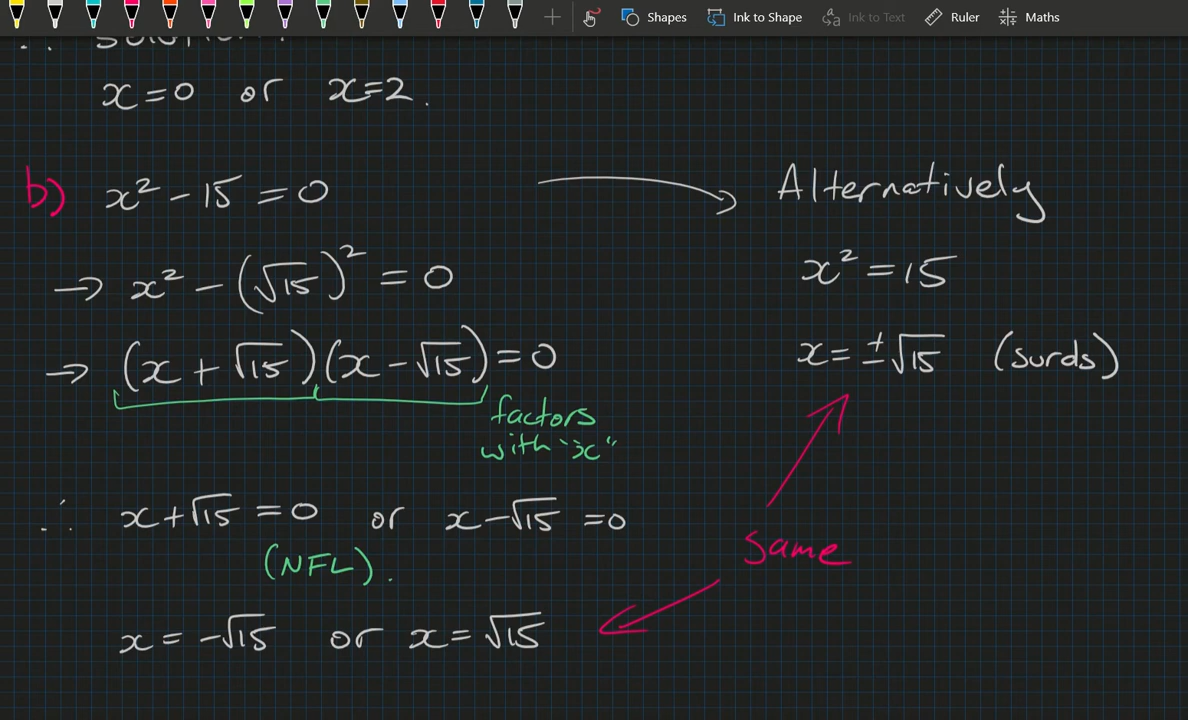 Shapes Ink to Shape Ink to Text Ruler Maths
∴ Solution:
x=0 or x=2.
b) x² - 15 = 0
→ x² - (√15)² = 0
→ (x + √15)(x - √15) = 0
factors
with "x"
∴ x+√15 = 0 or x-√15 = 0
(NFL).
x = -√15 or x = √15
Alternatively
x² = 15
x = ±√15 (surds)
Same